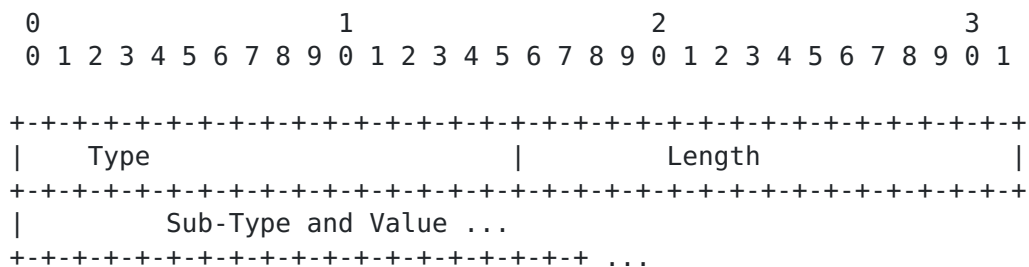 0                   1                   2                   3
 0 1 2 3 4 5 6 7 8 9 0 1 2 3 4 5 6 7 8 9 0 1 2 3 4 5 6 7 8 9 0 1
+-+-+-+-+-+-+-+-+-+-+-+-+-+-+-+-+-+-+-+-+-+-+-+-+-+-+-+-+-+-+-+-+
|    Type                       |         Length                |
+-+-+-+-+-+-+-+-+-+-+-+-+-+-+-+-+-+-+-+-+-+-+-+-+-+-+-+-+-+-+-+-+
|         Sub-Type and Value ...
+-+-+-+-+-+-+-+-+-+-+-+-+-+-+-+-+-+-+ ...